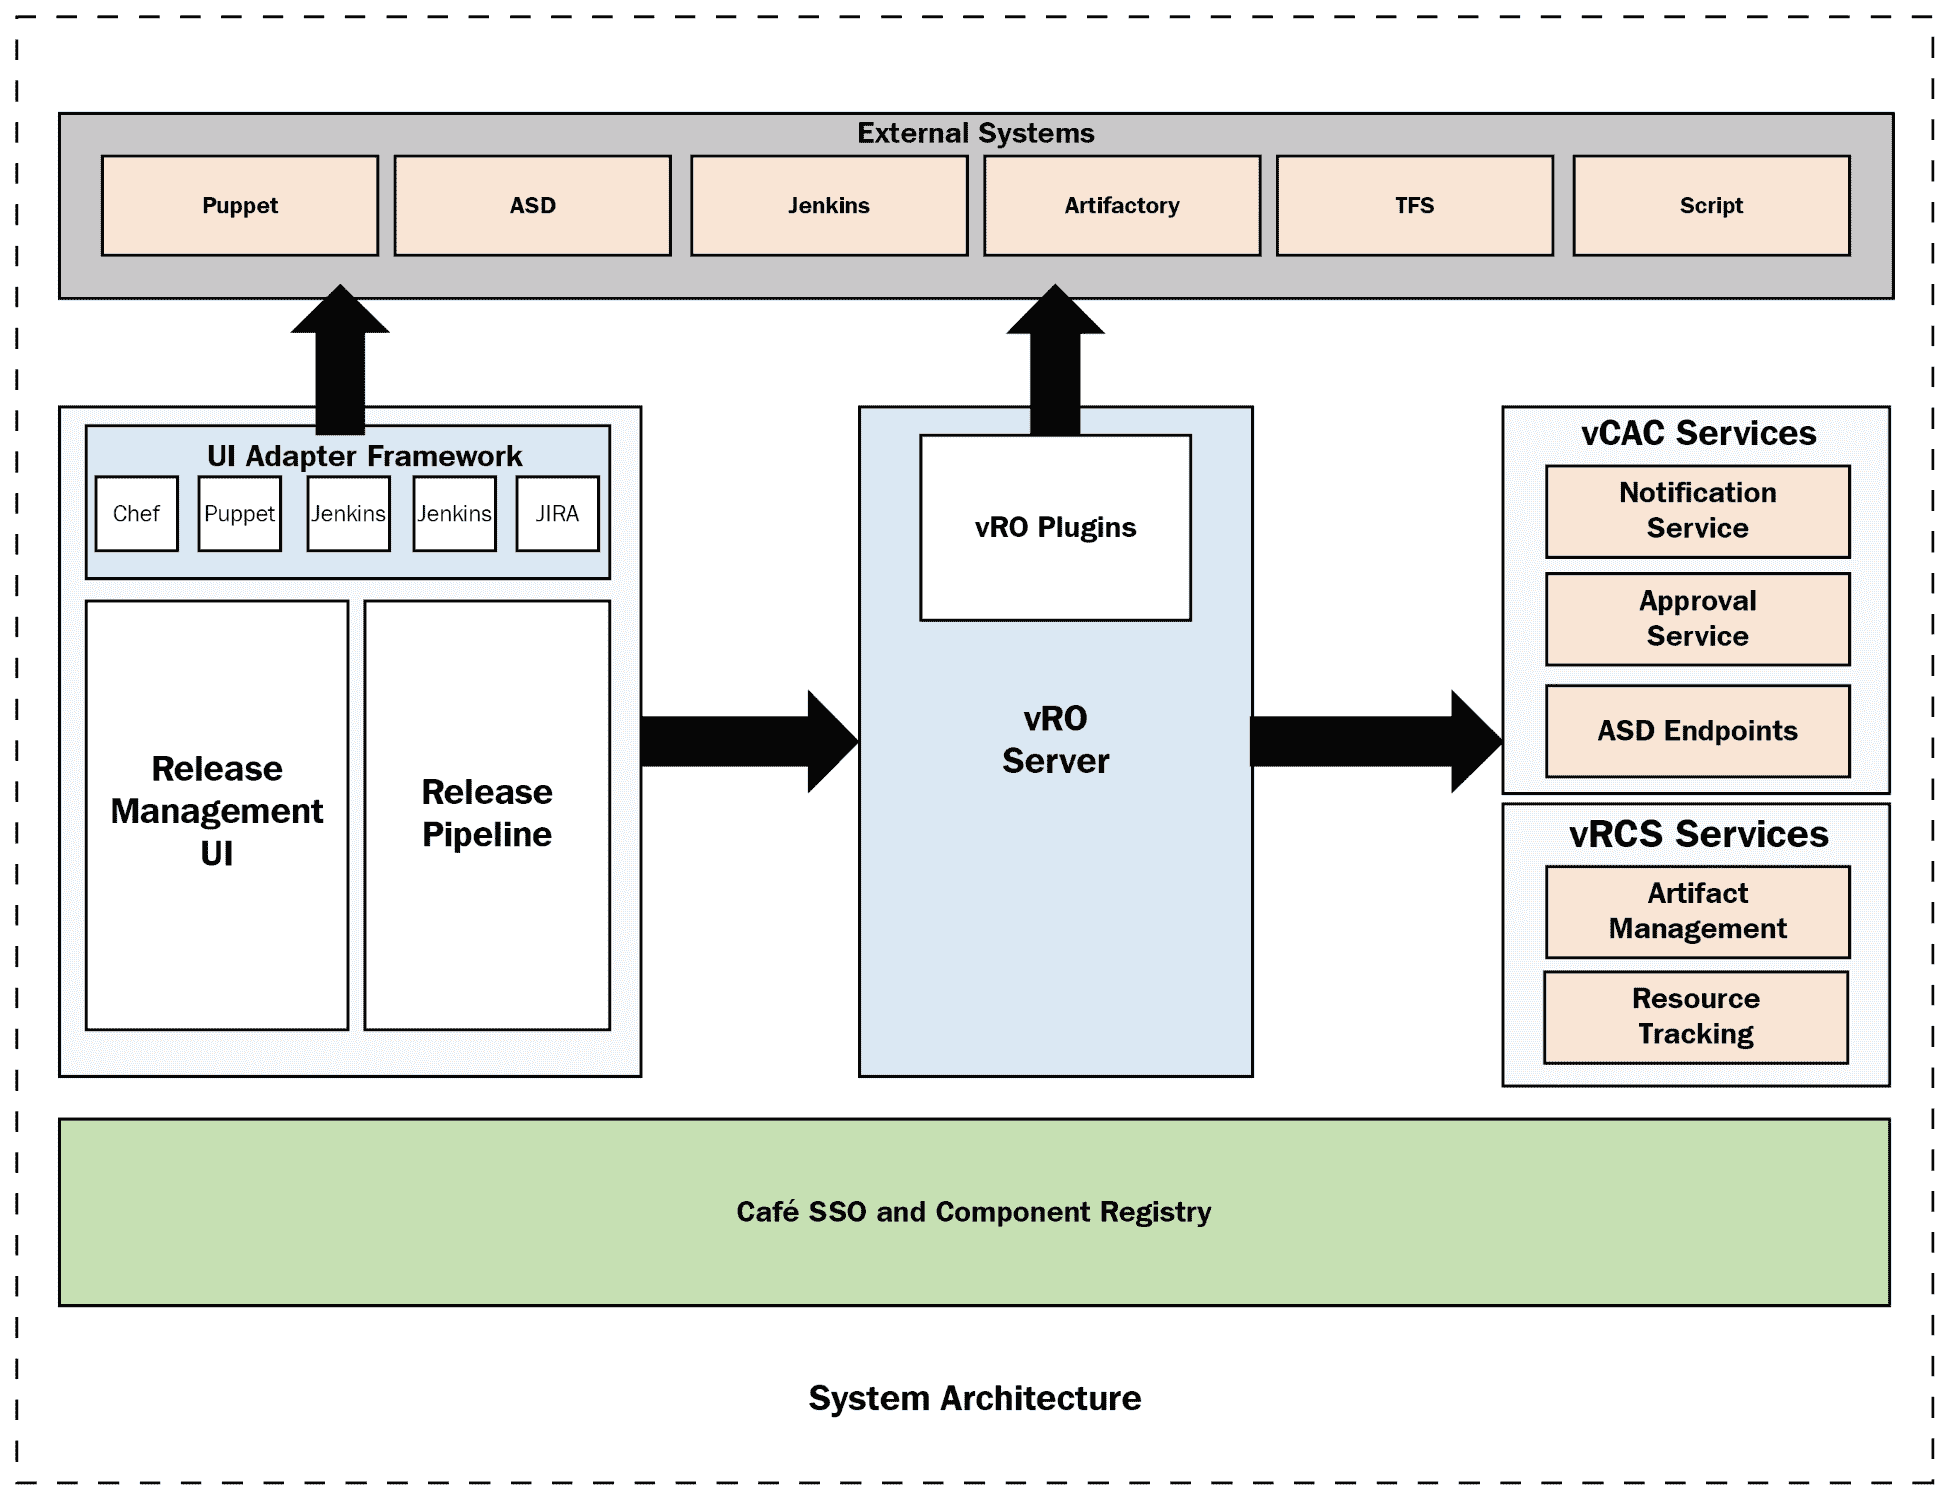 External Systems
Puppet
ASD
Jenkins
Artifactory
TFS
Script
UI Adapter Framework
Chef
Puppet
Jenkins
Jenkins
JIRA
Release
Management
UI
Release
Pipeline
vRO Plugins
vRO
Server
vCAC Services
Notification
Service
Approval
Service
ASD Endpoints
vRCS Services
Artifact
Management
Resource
Tracking
Café SSO and Component Registry
System Architecture